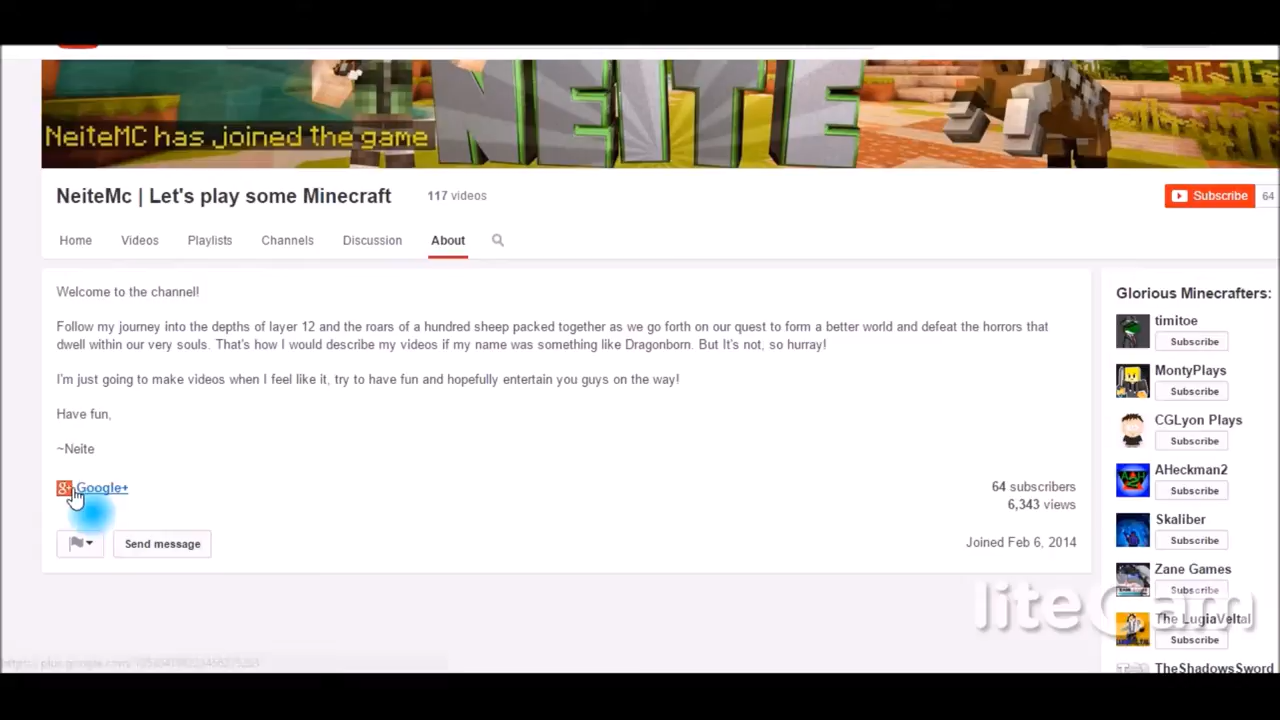 NEITE
NeiteMC has joined the game
NeiteMc | Let's play some Minecraft
117 videos
Subscribe
64
Home
Videos
Playlists
Channels
Discussion
About
Welcome to the channel!
Follow my journey into the depths of layer 12 and the roars of a hundred sheep packed together as we go forth on our quest to form a better world and defeat the horrors that
dwell within our very souls. That's how I would describe my videos if my name was something like Dragonborn. But It's not, so hurray!
I'm just going to make videos when I feel like it, try to have fun and hopefully entertain you guys on the way!
Have fun,
~Neite
Google+
64 subscribers
6,343 views
Send message
Joined Feb 6, 2014
Glorious Minecrafters:
timitoe
Subscribe
MontyPlays
Subscribe
CGLyon Plays
Subscribe
AHeckman2
Subscribe
Skaliber
Subscribe
Zane Games
Subscribe
The LugiaVeltal
Subscribe
TheShadowsSword
liteCam